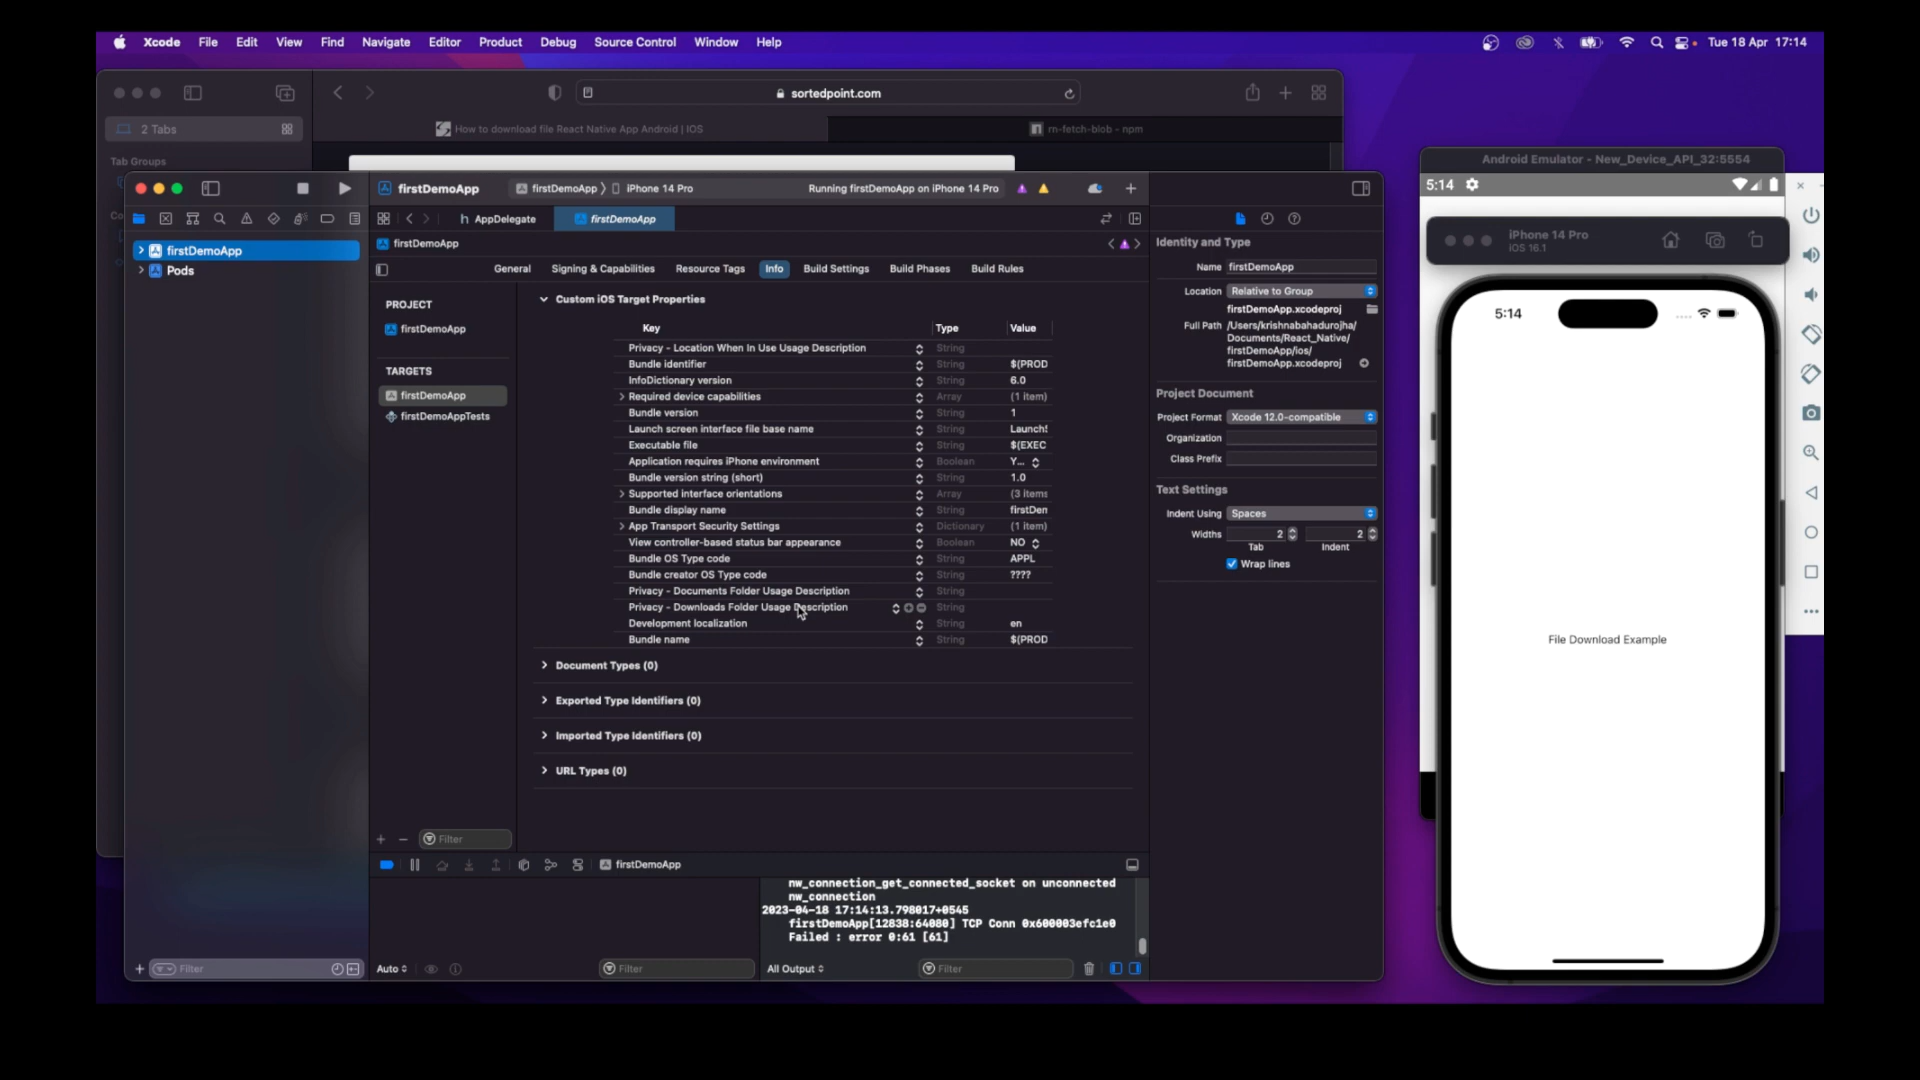 Xcode File Edit View Find Navigate Editor Product Debug Source Control Window Help
Tue 18 Apr 17:14
sortedpoint.com
2 Tabs
How to download file React Native App Android | IOS
rn-fetch-blob - npm
Tab Groups
Co
firstDemoApp
firstDemoApp
iPhone 14 Pro
Running firstDemoApp on iPhone 14 Pro
AppDelegate
firstDemoApp
firstDemoApp
Pods
firstDemoApp
General
Signing & Capabilities
Resource Tags
Info
Build Settings
Build Phases
Build Rules
PROJECT
firstDemoApp
TARGETS
firstDemoApp
firstDemoAppTests
Custom iOS Target Properties
Key Type Value
Privacy - Location When In Use Usage Description String
Bundle identifier String $(PROD
InfoDictionary version String 6.0
Required device capabilities Array (1 item)
Bundle version String 1
Launch screen interface file base name String LaunchS
Executable file String $(EXEC
Application requires iPhone environment Boolean Y...
Bundle version string (short) String 1.0
Supported interface orientations Array (3 items
Bundle display name String firstDen
App Transport Security Settings Dictionary (1 item)
View controller-based status bar appearance Boolean NO
Bundle OS Type code String APPL
Bundle creator OS Type code String ????
Privacy - Documents Folder Usage Description String
Privacy - Downloads Folder Usage Description String
Development localization String en
Bundle name String $(PROD
Document Types (0)
Exported Type Identifiers (0)
Imported Type Identifiers (0)
URL Types (0)
Filter
firstDemoApp
nw_connection_get_connected_socket on unconnected
nw_connection
2023-04-18 17:14:13.798017+0545
firstDemoApp[12838:64080] TCP Conn 0x600003efc1e0
Failed : error 0:61 [61]
Filter
Auto
Filter
All Output
Filter
Identity and Type
Name firstDemoApp
Location Relative to Group
firstDemoApp.xcodeproj
Full Path /Users/krishnabahadurojha/
Documents/React_Native/
firstDemoApp/ios/
firstDemoApp.xcodeproj
Project Document
Project Format Xcode 12.0-compatible
Organization
Class Prefix
Text Settings
Indent Using Spaces
Widths 2 2
Tab Indent
Wrap lines
Android Emulator - New_Device_API_32:5554
5:14
iPhone 14 Pro
iOS 16.1
5:14
File Download Example